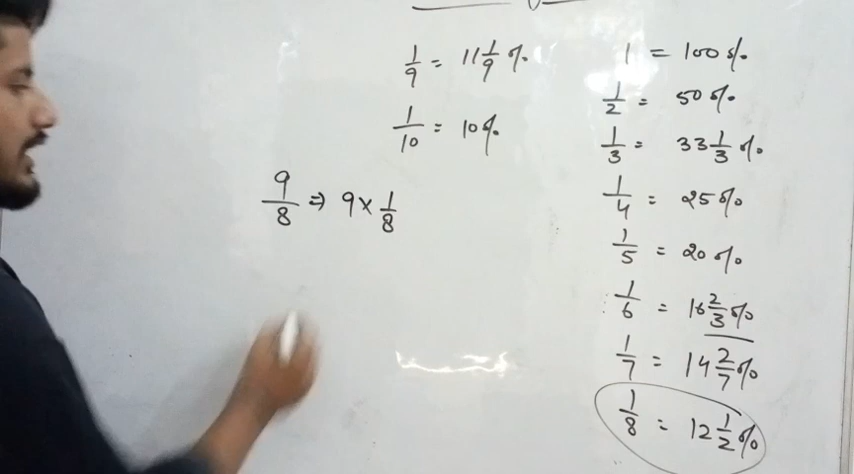 1/9 = 11 1/9 %
1/10 = 10%
9/8 ⇒ 9 × 1/8
1 = 100%
1/2 = 50%
1/3 = 33 1/3 %
1/4 = 25%
1/5 = 20%
1/6 = 16 2/3 %
1/7 = 14 2/7 %
1/8 = 12 1/2 %